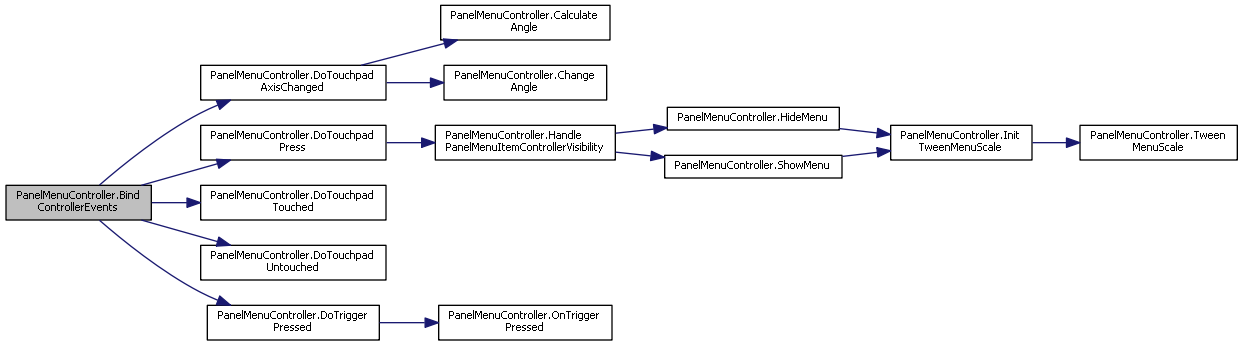 PanelMenuController.Calculate
Angle
PanelMenuController.DoTouchpad
AxisChanged
PanelMenuController.Change
Angle
PanelMenuController.HideMenu
PanelMenuController.DoTouchpad
Press
PanelMenuController.Handle
PanelMenuItemControllerVisibility
PanelMenuController.Init
TweenMenuScale
PanelMenuController.Tween
MenuScale
PanelMenuController.ShowMenu
PanelMenuController.Bind
ControllerEvents
PanelMenuController.DoTouchpad
Touched
PanelMenuController.DoTouchpad
Untouched
PanelMenuController.DoTrigger
Pressed
PanelMenuController.OnTrigger
Pressed